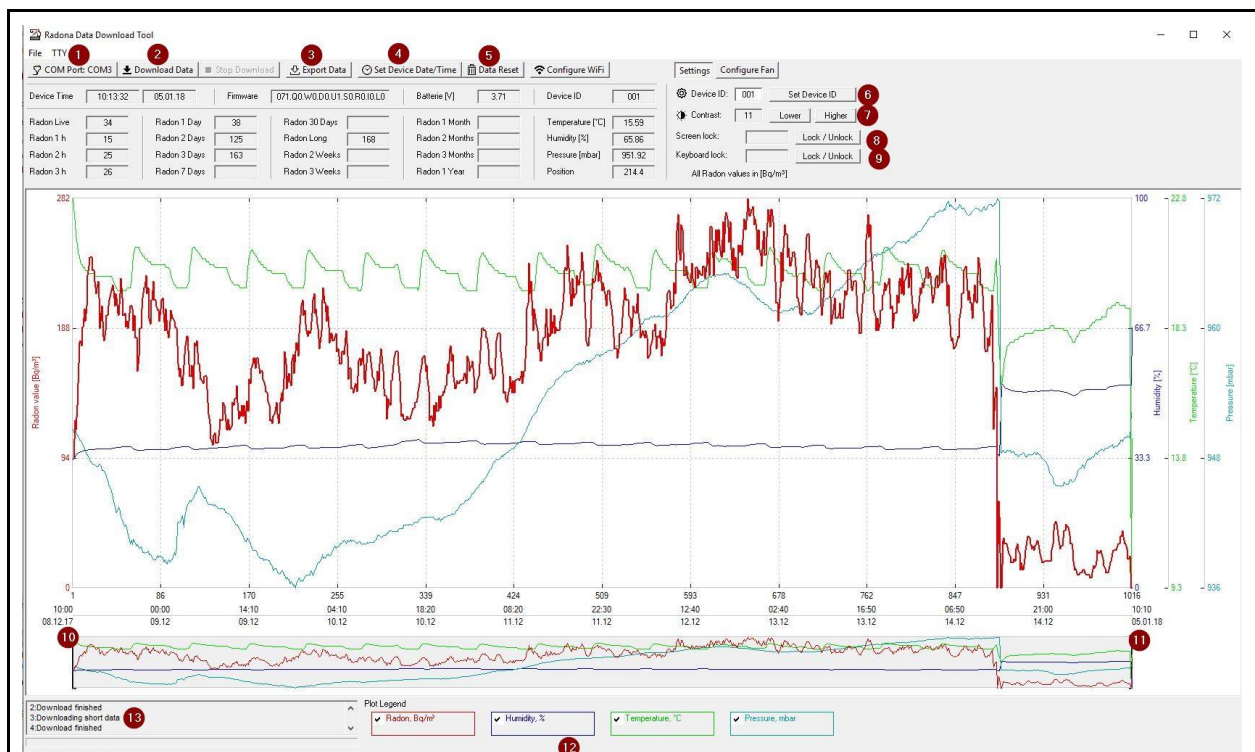 Radona Data Download Tool
File TTY
1 2 3 4 5
COM Port: COM3 Download Data Stop Download Export Data Set Device Date/Time Data Reset Configure WiFi Settings Configure Fan
Device Time 10:13:32 05.01.18 Firmware 071.Q0.W0.D0.U1.S0.R0.I0.L0 Batterie [V] 3.71 Device ID 001 Device ID: 001 Set Device ID 6
Radon Live 34 Radon 1 Day 38 Radon 30 Days Radon 1 Month Temperature [°C] 15.59 Contrast: 11 Lower Higher 7
Radon 1 h 15 Radon 2 Days 125 Radon Long 168 Radon 2 Months Humidity [%] 65.86 Screen lock: Lock / Unlock 8
Radon 2 h 25 Radon 3 Days 163 Radon 2 Weeks Radon 3 Months Pressure [mbar] 951.92 Keyboard lock: Lock / Unlock 9
Radon 3 h 26 Radon 7 Days Radon 3 Weeks Radon 1 Year Position 214.4 All Radon values in [Bq/m³]
282 100 22.8 972
188 66.7 18.3 960
Radon value [Bq/m³] Humidity [%] Temperature [°C] Pressure [mbar]
94 33.3 13.8 948
0 0 9.3 936
1 86 170 255 339 424 509 593 678 762 847 931 1016
10:00 00:00 14:10 04:10 18:20 08:20 22:30 12:40 02:40 16:50 06:50 21:00 10:10
08.12.17 09.12 09.12 10.12 10.12 11.12 11.12 12.12 13.12 13.12 14.12 14.12 05.01.18
10 11
2:Download finished
3:Downloading short data 13
4:Download finished
Plot Legend
Radon, Bq/m³ Humidity, % Temperature, °C Pressure, mbar
12